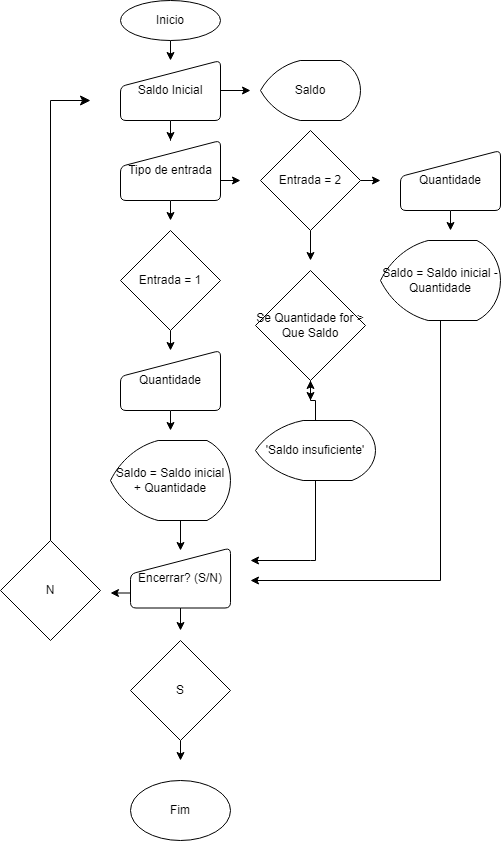 Inicio
Saldo Inicial
Saldo
Tipo de entrada
Entrada = 2
Quantidade
Entrada = 1
Saldo = Saldo inicial -
Quantidade
Se Quantidade for >
Que Saldo
Quantidade
'Saldo insuficiente'
Saldo = Saldo inicial
+ Quantidade
Encerrar? (S/N)
N
S
Fim